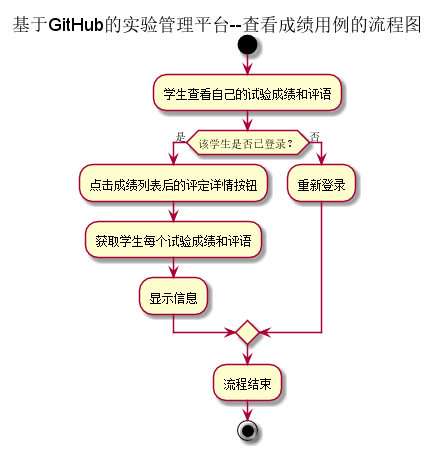 基于GitHub的实验管理平台--查看成绩用例的流程图
学生查看自己的试验成绩和评语
是
该学生是否已登录？
否
点击成绩列表后的评定详情按钮
重新登录
获取学生每个试验成绩和评语
显示信息
流程结束